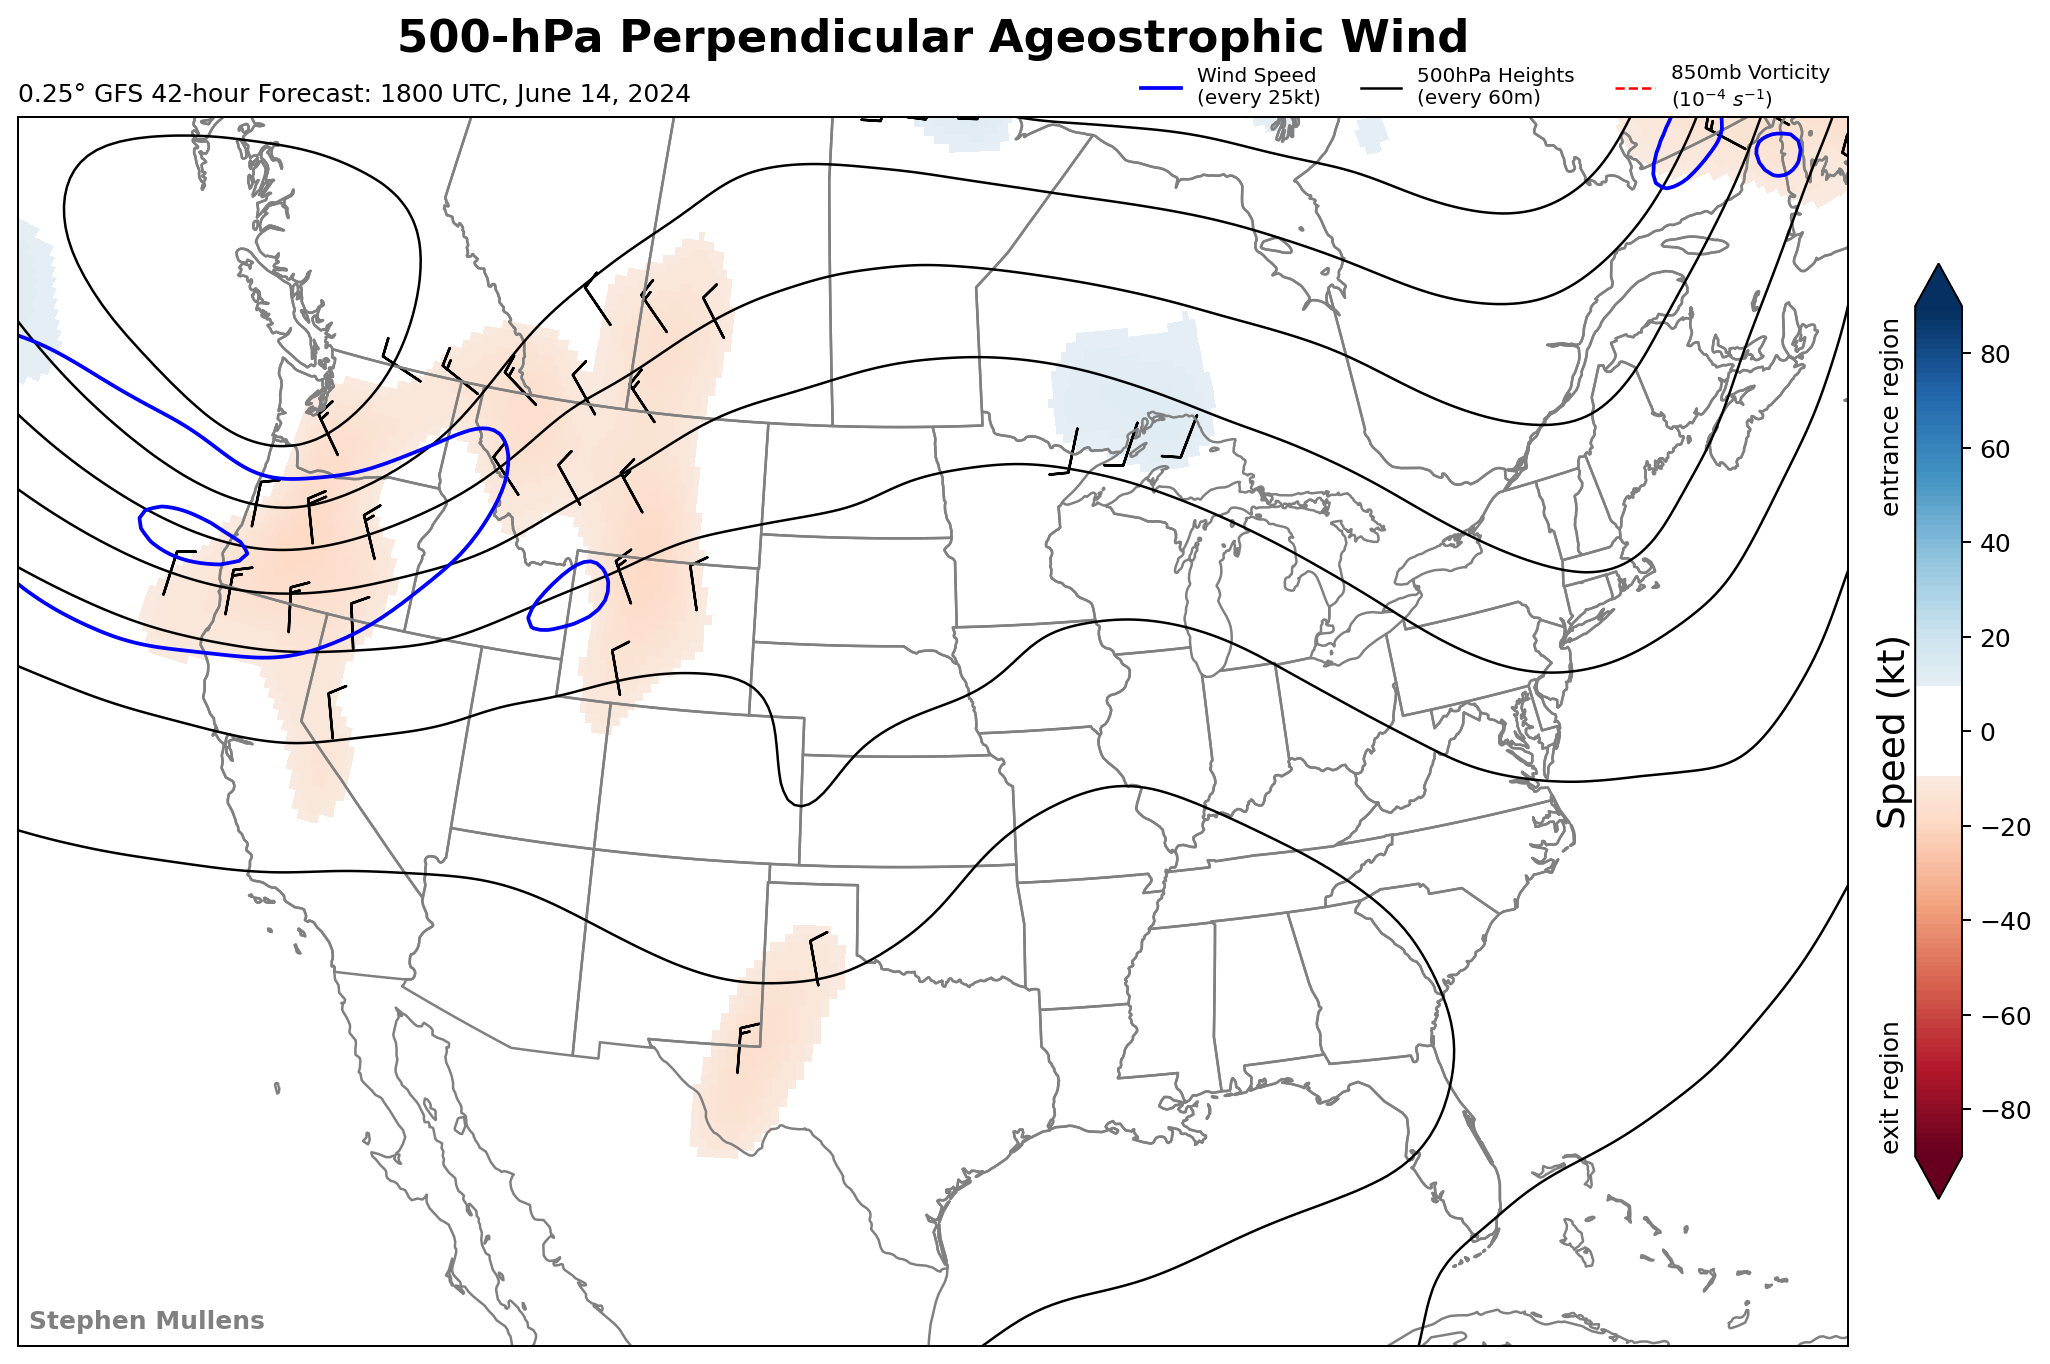 500-hPa Perpendicular Ageostrophic Wind
0.25° GFS 42-hour Forecast: 1800 UTC, June 14, 2024
Wind Speed
(every 25kt)
500hPa Heights
(every 60m)
850mb Vorticity
(10⁻⁴ s⁻¹)
entrance region
Speed (kt)
exit region
80
60
40
20
0
−20
−40
−60
−80
Stephen Mullens